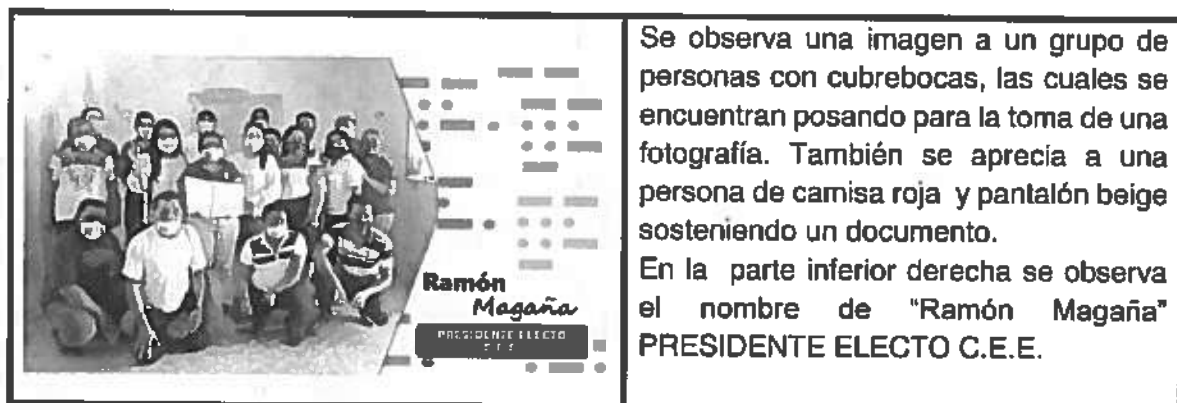 Se observa una imagen a un grupo de
personas con cubrebocas, las cuales se
encuentran posando para la toma de una
fotografía. También se aprecia a una
persona de camisa roja y pantalón beige
sosteniendo un documento.
En la parte inferior derecha se observa
el nombre de "Ramón Magaña"
PRESIDENTE ELECTO C.E.E.
Ramón
Magaña
PRESIDENTE ELECTO